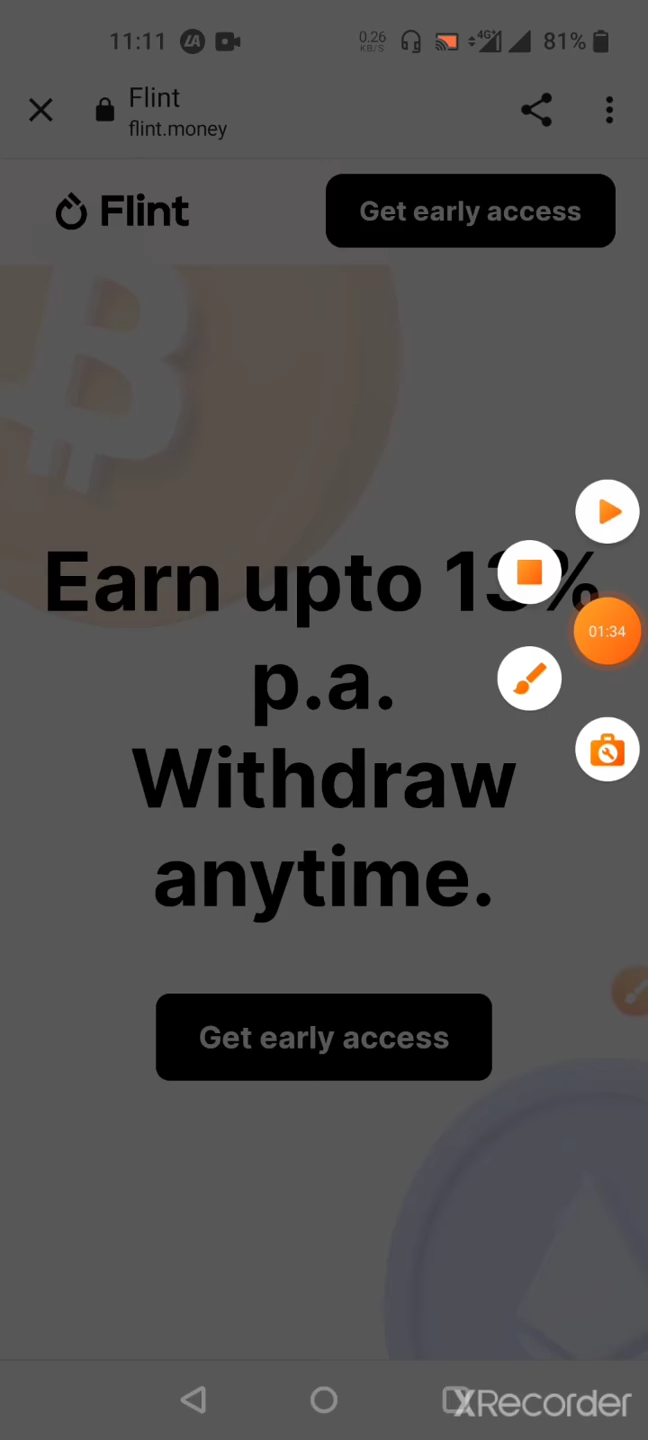 11:11
0.26
KB/S
4G+
81%
Flint
flint.money
Flint
Get early access
Earn upto 13%
01:34
p.a.
Withdraw
anytime.
Get early access
XRecorder